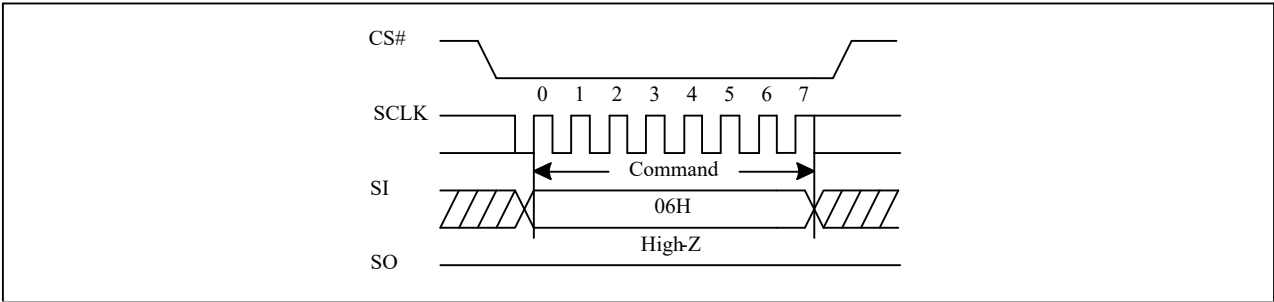 CS#
0 1 2 3 4 5 6 7
SCLK
Command
SI
06H
High-Z
SO